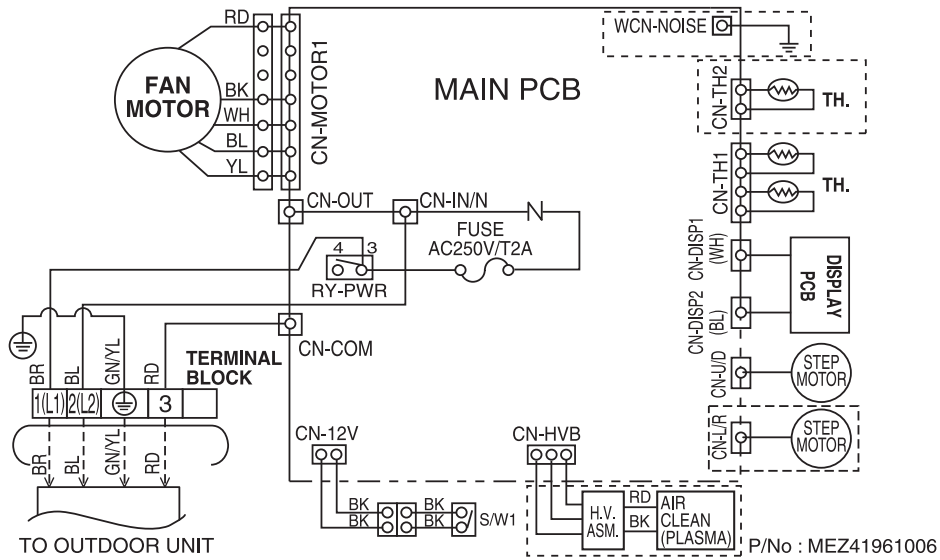 RD
WCN-NOISE
FAN
MOTOR
BK
WH
BL
YL
CN-MOTOR1
MAIN PCB
CN-TH2
TH.
CN-TH1
TH.
CN-OUT
CN-IN/N
N
FUSE
AC250V/T2A
4 3
RY-PWR
CN-DISP1
(WH)
DISPLAY
PCB
CN-DISP2
(BL)
CN-COM
TERMINAL
BLOCK
BR
BL
GN/YL
RD
1(L1)
2(L2)
3
CN-U/D
STEP
MOTOR
CN-L/R
STEP
MOTOR
BR
BL
GN/YL
RD
TO OUTDOOR UNIT
CN-12V
BK
BK
BK
BK
S/W1
CN-HVB
H.V.
ASM.
RD
BK
AIR
CLEAN
(PLASMA)
P/No : MEZ41961006